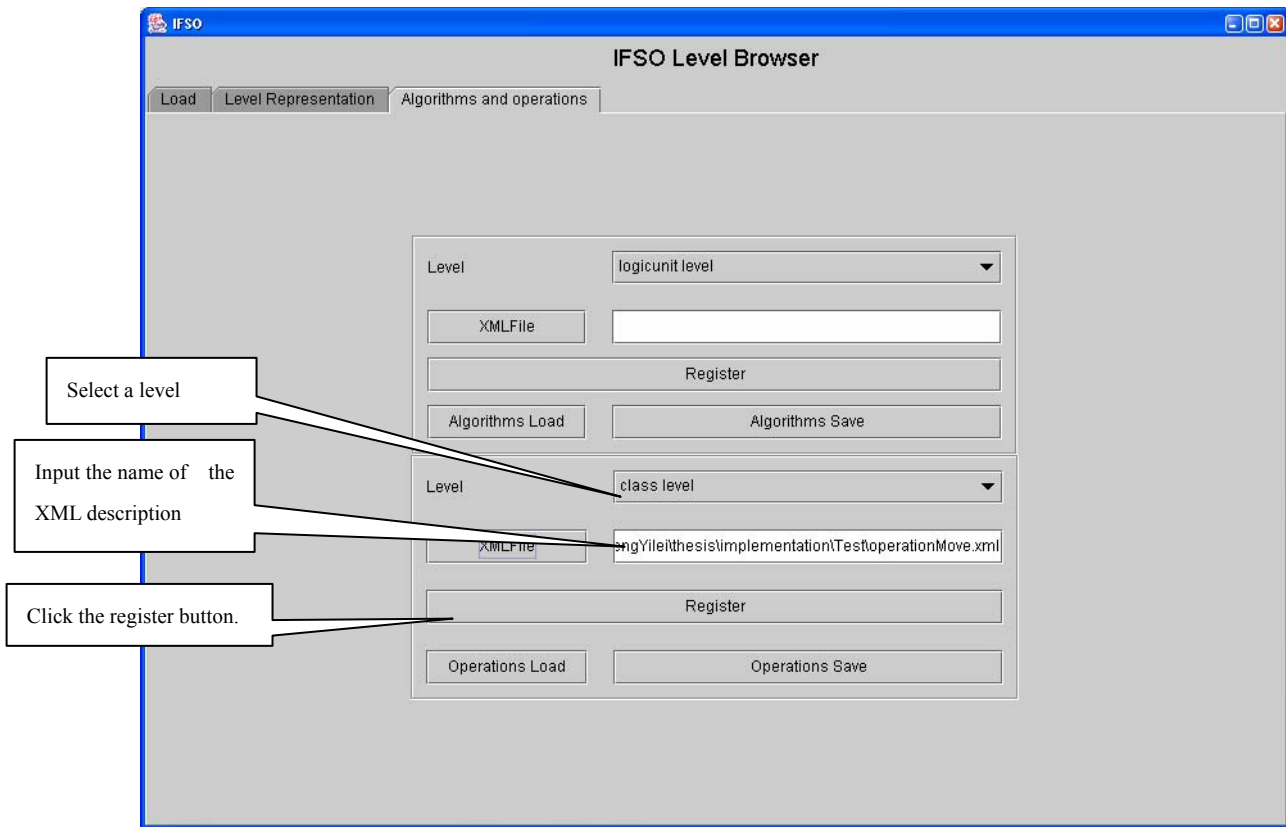 IFSO
IFSO Level Browser
Load
Level Representation
Algorithms and operations
Level
logicunit level
XMLFile
Register
Algorithms Load
Algorithms Save
Select a level
Level
class level
Input the name of the
XML description
XMLFile
engYilei\thesis\implementation\Test\operationMove.xml
Register
Click the register button.
Operations Load
Operations Save